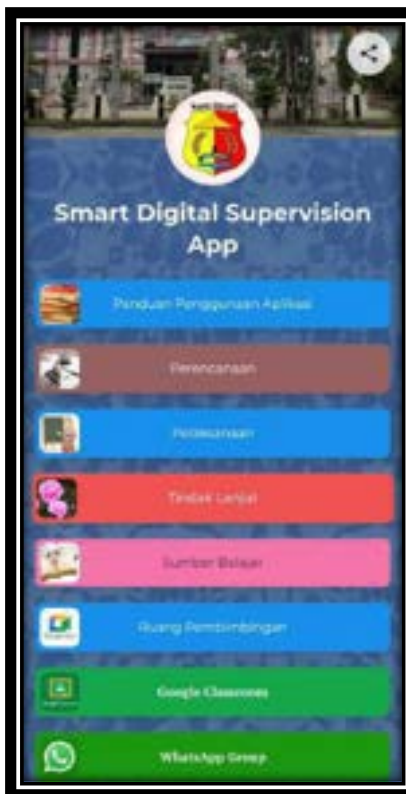 Smart Digital Supervision
App
Panduan Penggunaan Aplikasi
Perencanaan
Pelaksanaan
Tindak Lanjut
Sumber Belajar
Ruang Pembimbingan
Google Classroom
WhatsApp Group